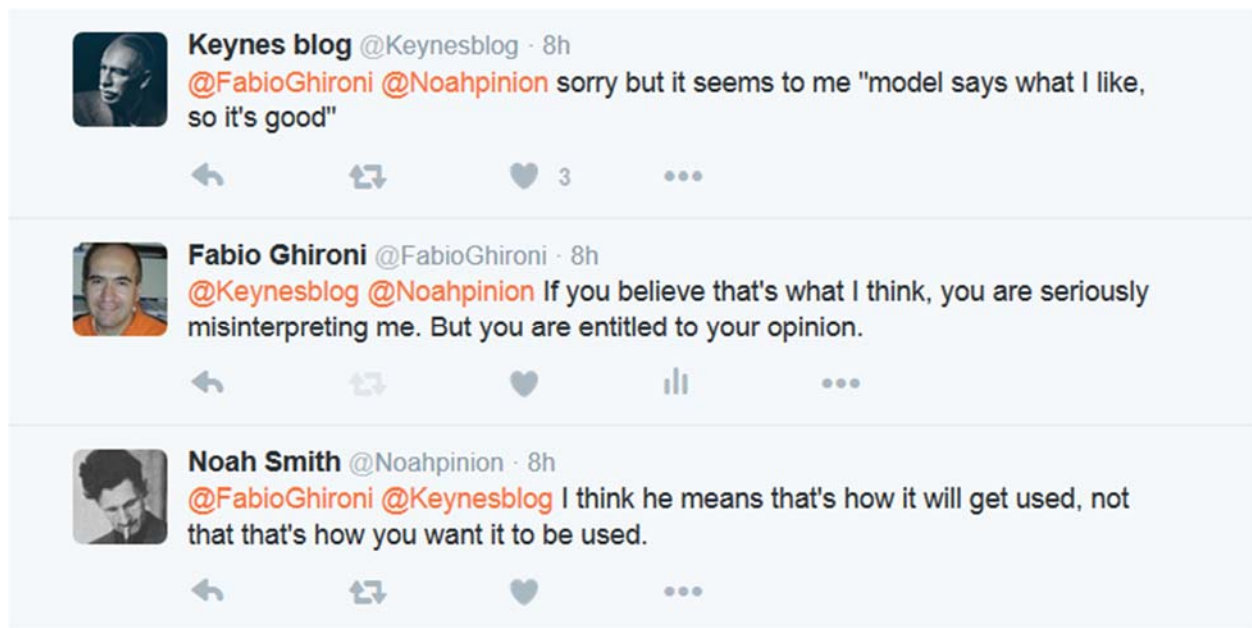 Keynes blog @Keynesblog · 8h
@FabioGhironi @Noahpinion sorry but it seems to me "model says what I like,
so it's good"
3
Fabio Ghironi @FabioGhironi · 8h
@Keynesblog @Noahpinion If you believe that's what I think, you are seriously
misinterpreting me. But you are entitled to your opinion.
Noah Smith @Noahpinion · 8h
@FabioGhironi @Keynesblog I think he means that's how it will get used, not
that that's how you want it to be used.